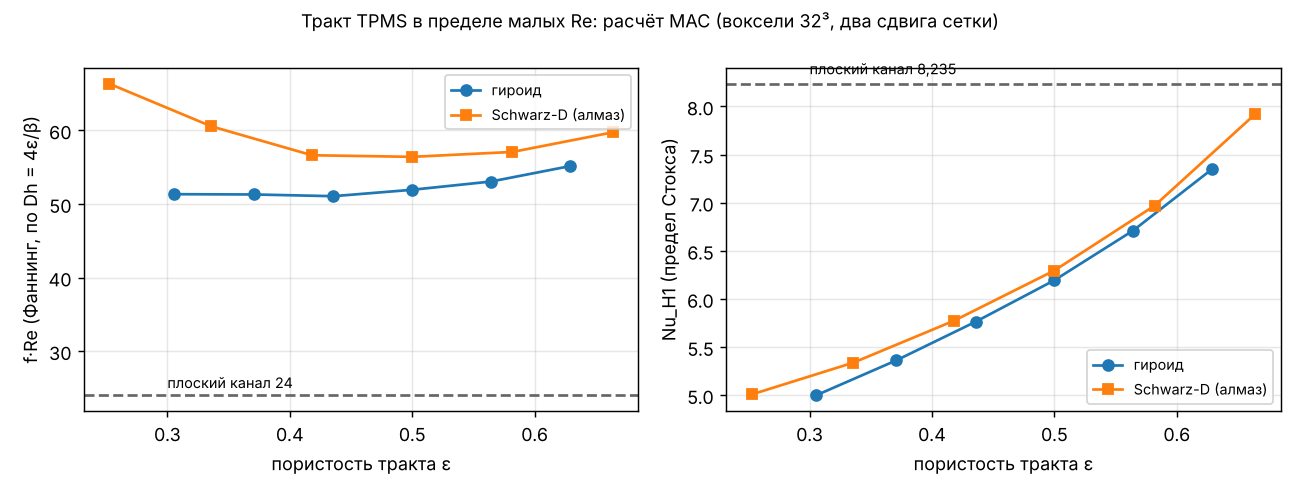 Тракт TPMS в пределе малых Re: расчёт MAC (воксели 32³, два сдвига сетки)
f·Re (Фаннинг, по Dh = 4ε/β)
60
50
40
30
гироид
Schwarz-D (алмаз)
плоский канал 24
0.3
0.4
0.5
0.6
пористость тракта ε
Nu_H1 (предел Стокса)
8.0
7.5
7.0
6.5
6.0
5.5
5.0
плоский канал 8,235
гироид
Schwarz-D (алмаз)
0.3
0.4
0.5
0.6
пористость тракта ε